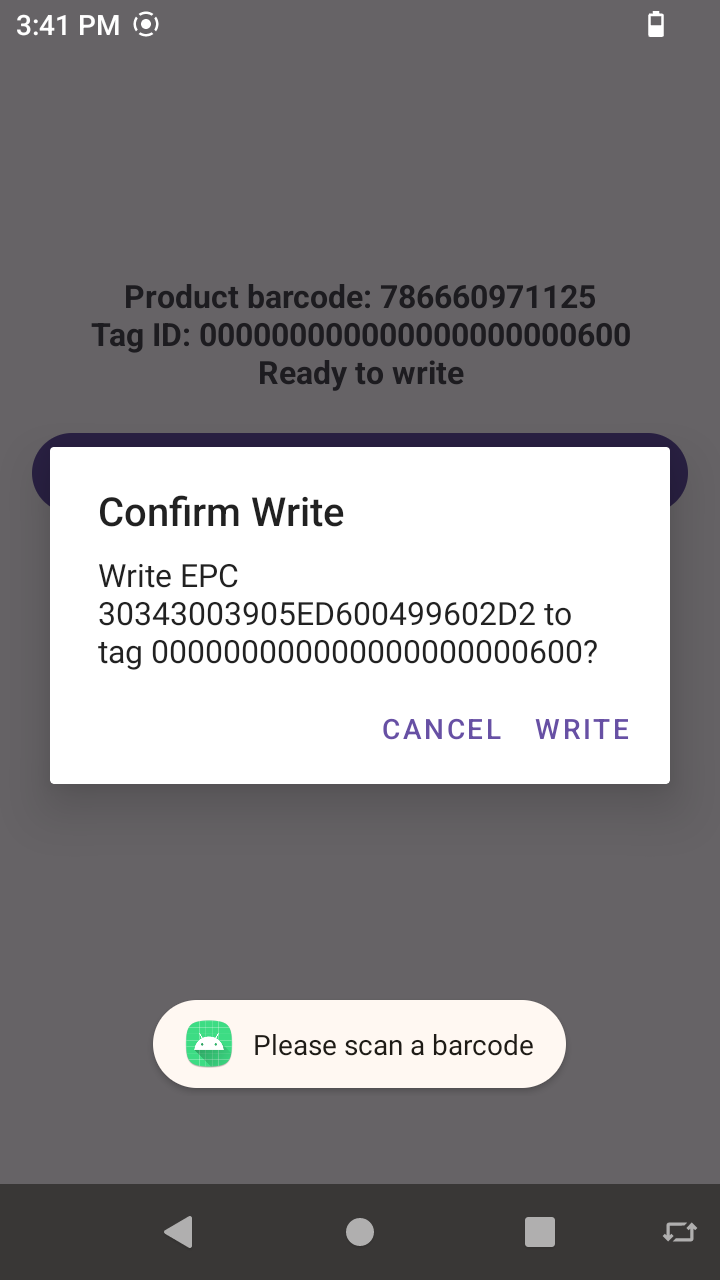 3:41 PM
Product barcode: 786660971125
Tag ID: 000000000000000000000600
Ready to write
Confirm Write
Write EPC
30343003905ED600499602D2 to
tag 000000000000000000000600?
CANCEL WRITE
Please scan a barcode